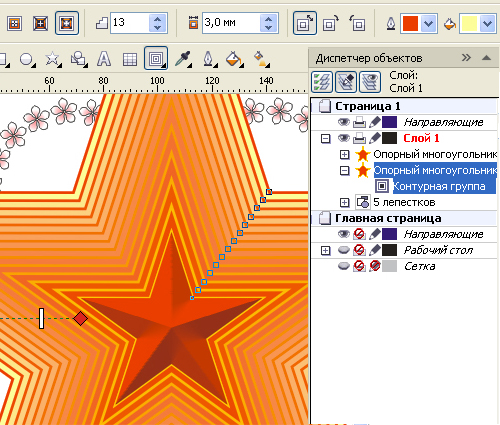 13
3,0 мм
60 80 100 120 140
Диспетчер объектов
Слой:
Слой 1
Страница 1
Направляющие
Слой 1
Опорный многоугольник
Опорный многоугольник
Контурная группа
5 лепестков
Главная страница
Направляющие
Рабочий стол
Сетка